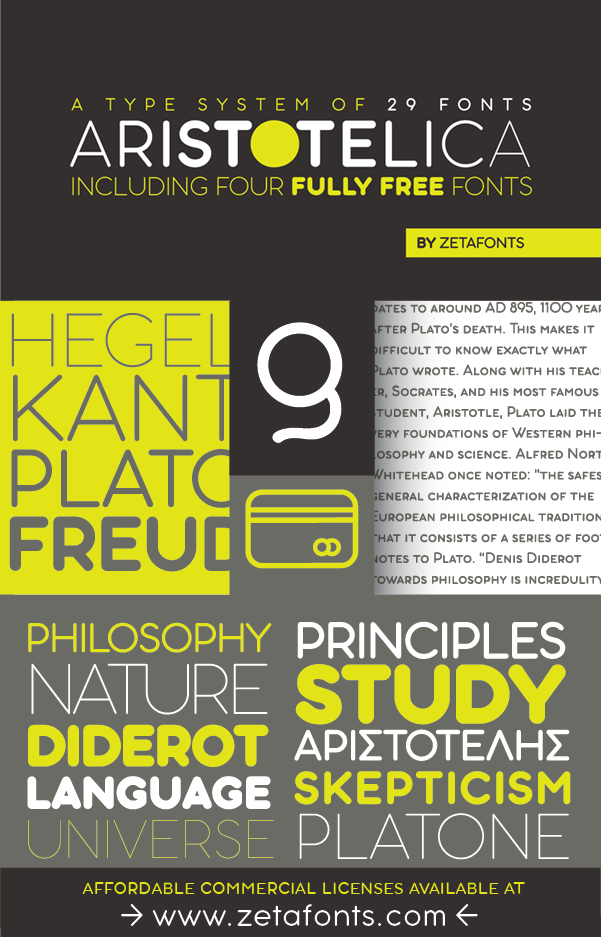 A TYPE SYSTEM OF 29 FONTS
ARISTOTELICA
INCLUDING FOUR FULLY FREE FONTS
BY ZETAFONTS
HEGEL
KANT
PLATO
FREUD
g
DATES TO AROUND AD 895, 1100 YEAR
AFTER PLATO'S DEATH. THIS MAKES IT
DIFFICULT TO KNOW EXACTLY WHAT
PLATO WROTE. ALONG WITH HIS TEAC
ER, SOCRATES, AND HIS MOST FAMOUS
STUDENT, ARISTOTLE, PLATO LAID THE
VERY FOUNDATIONS OF WESTERN PHI-
LOSOPHY AND SCIENCE. ALFRED NORT
WHITEHEAD ONCE NOTED: "THE SAFES
GENERAL CHARACTERIZATION OF THE
EUROPEAN PHILOSOPHICAL TRADITION
THAT IT CONSISTS OF A SERIES OF FOO
NOTES TO PLATO. "DENIS DIDEROT
TOWARDS PHILOSOPHY IS INCREDULITY
PHILOSOPHY
NATURE
DIDEROT
LANGUAGE
UNIVERSE
PRINCIPLES
STUDY
ΑΡΙΣΤΟΤΕΛΗΣ
SKEPTICISM
PLATONE
AFFORDABLE COMMERCIAL LICENSES AVAILABLE AT
→ www.zetafonts.com ←